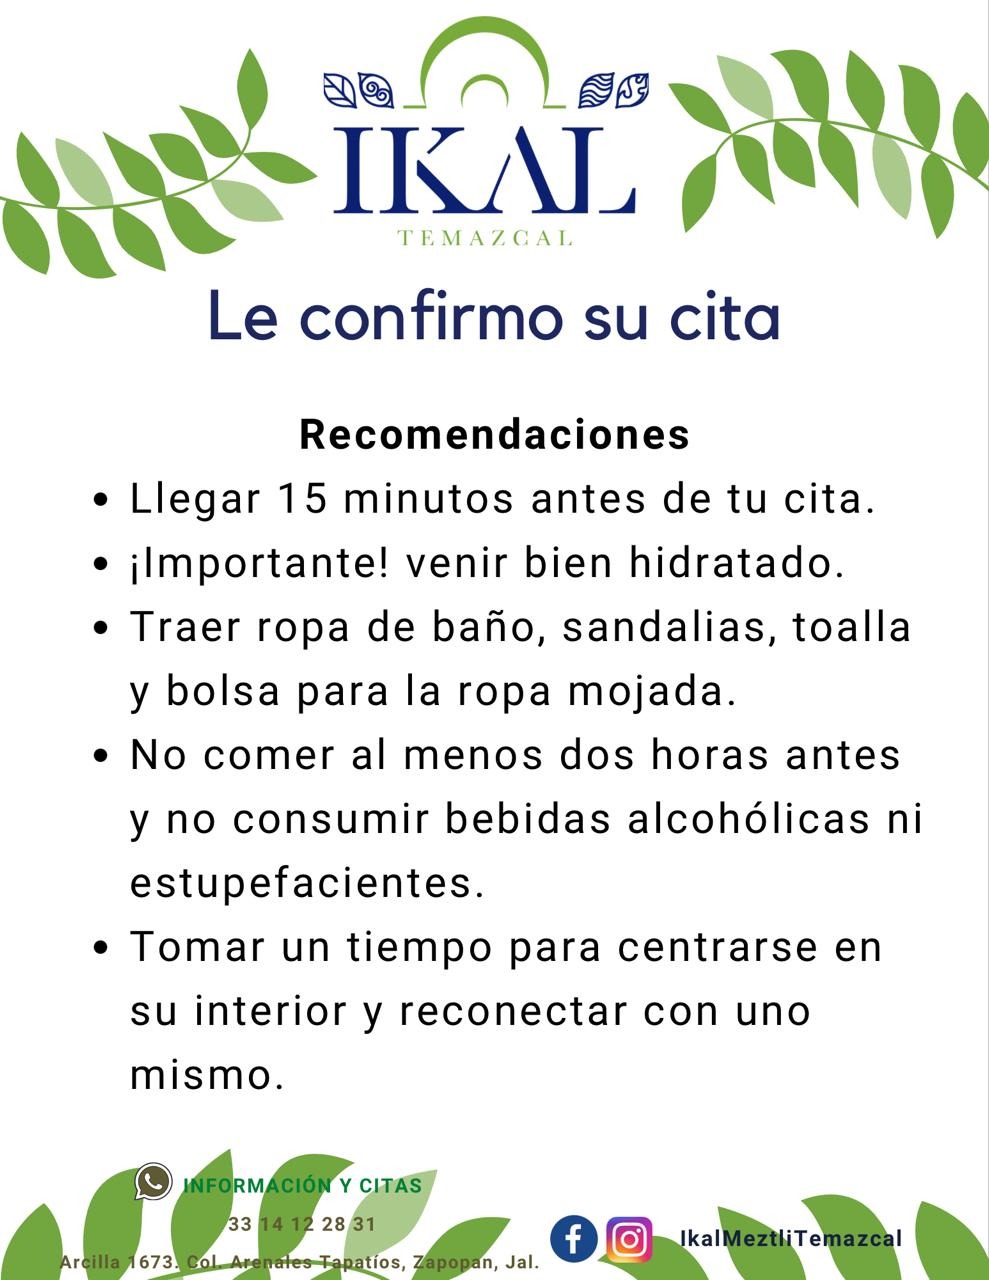 IKAL
TEMAZCAL
Le confirmo su cita
Recomendaciones
• Llegar 15 minutos antes de tu cita.
• ¡Importante! venir bien hidratado.
• Traer ropa de baño, sandalias, toalla
y bolsa para la ropa mojada.
• No comer al menos dos horas antes
y no consumir bebidas alcohólicas ni
estupefacientes.
• Tomar un tiempo para centrarse en
su interior y reconectar con uno
mismo.
INFORMACIÓN Y CITAS
33 14 12 28 31
Arcilla 1673. Col. Arenales Tapatíos, Zapopan, Jal.
IkalMeztliTemazcal